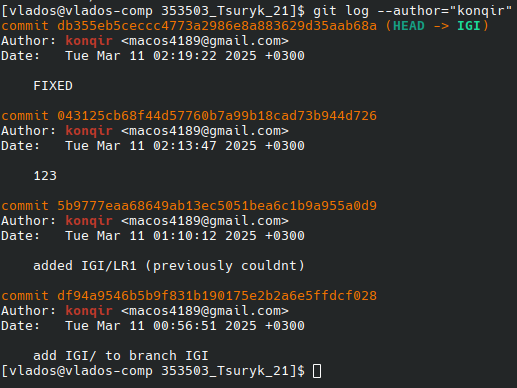 [vlados@vlados-comp 353503_Tsuryk_21]$ git log --author="konqir"
commit db355eb5ceccc4773a2986e8a883629d35aab68a (HEAD -> IGI)
Author: konqir <macos4189@gmail.com>
Date:   Tue Mar 11 02:19:22 2025 +0300
FIXED
commit 043125cb68f44d57760b7a99b18cad73b944d726
Author: konqir <macos4189@gmail.com>
Date:   Tue Mar 11 02:13:47 2025 +0300
123
commit 5b9777eaa68649ab13ec5051bea6c1b9a955a0d9
Author: konqir <macos4189@gmail.com>
Date:   Tue Mar 11 01:10:12 2025 +0300
added IGI/LR1 (previously couldnt)
commit df94a9546b5b9f831b190175e2b2a6e5ffdcf028
Author: konqir <macos4189@gmail.com>
Date:   Tue Mar 11 00:56:51 2025 +0300
add IGI/ to branch IGI
[vlados@vlados-comp 353503_Tsuryk_21]$